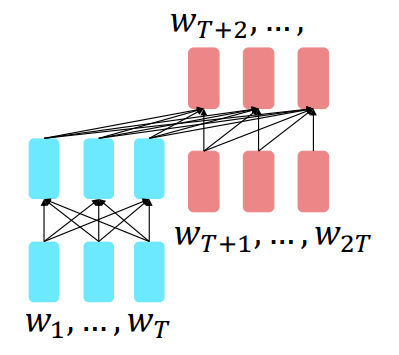 w_{T+2}, ...,
w_{T+1}, ..., w_{2T}
w_1, ..., w_T